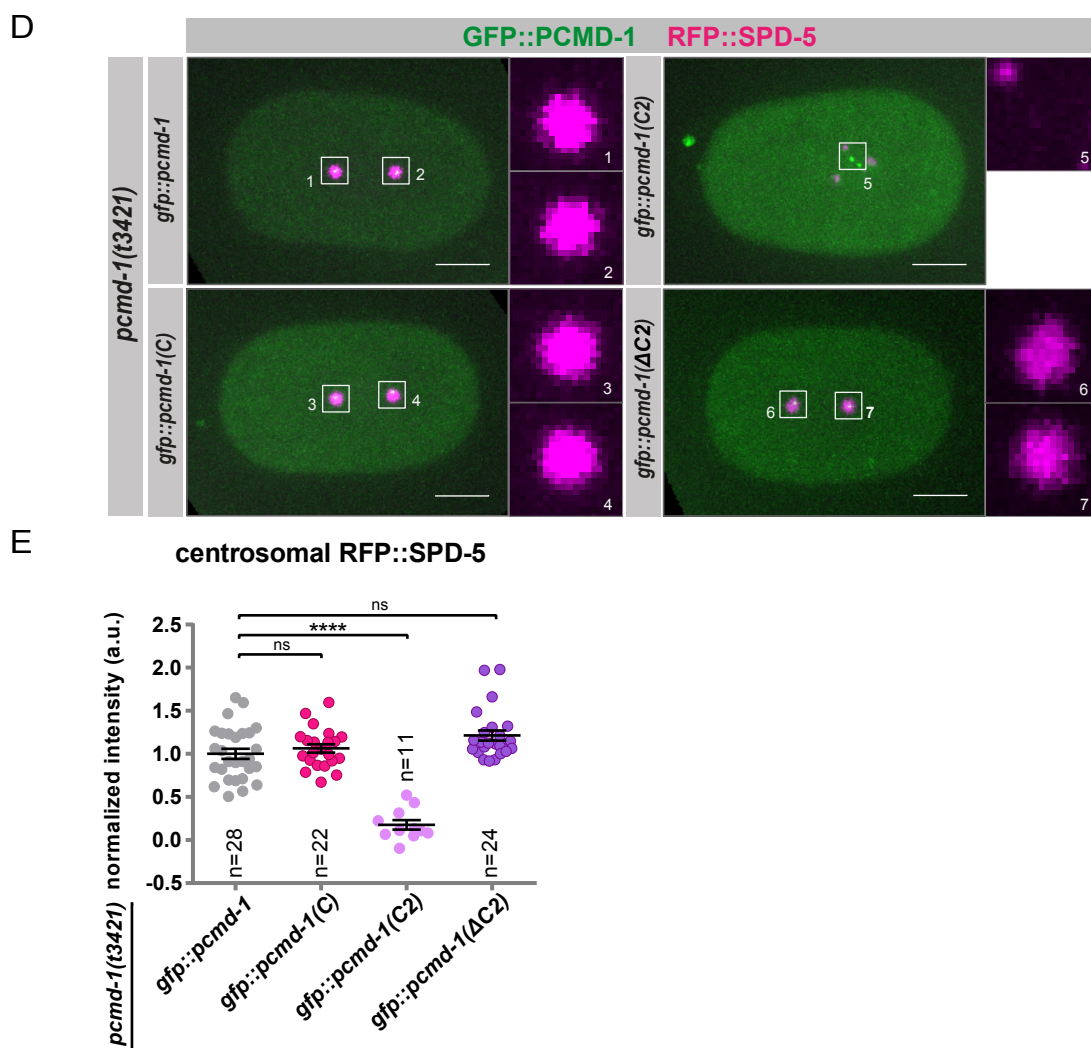 D
GFP::PCMD-1 RFP::SPD-5
pcmd-1(t3421)
gfp::pcmd-1
1
2
1
2
gfp::pcmd-1(C2)
5
5
gfp::pcmd-1(C)
3
4
3
4
gfp::pcmd-1(ΔC2)
6
7
6
7
E
centrosomal RFP::SPD-5
normalized intensity (a.u.)
2.5
2.0
1.5
1.0
0.5
0.0
-0.5
ns
****
ns
n=28
n=22
n=11
n=24
pcmd-1(t3421)
gfp::pcmd-1
gfp::pcmd-1(C)
gfp::pcmd-1(C2)
gfp::pcmd-1(ΔC2)